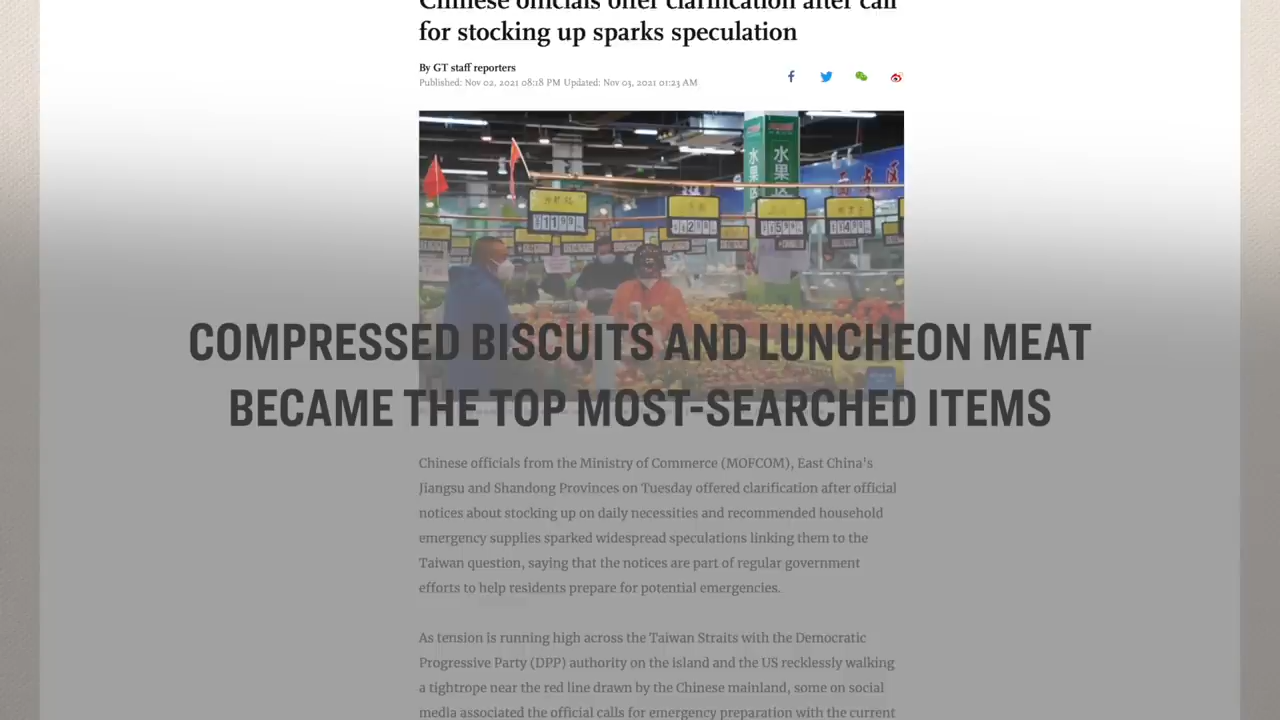 Chinese officials offer clarification after call
for stocking up sparks speculation
By GT staff reporters
Published: Nov 02, 2021 08:18 PM Updated: Nov 03, 2021 01:23 AM
水果区
水果
COMPRESSED BISCUITS AND LUNCHEON MEAT
BECAME THE TOP MOST-SEARCHED ITEMS
Chinese officials from the Ministry of Commerce (MOFCOM), East China's
Jiangsu and Shandong Provinces on Tuesday offered clarification after official
notices about stocking up on daily necessities and recommended household
emergency supplies sparked widespread speculations linking them to the
Taiwan question, saying that the notices are part of regular government
efforts to help residents prepare for potential emergencies.
As tension is running high across the Taiwan Straits with the Democratic
Progressive Party (DPP) authority on the island and the US recklessly walking
a tightrope near the red line drawn by the Chinese mainland, some on social
media associated the official calls for emergency preparation with the current